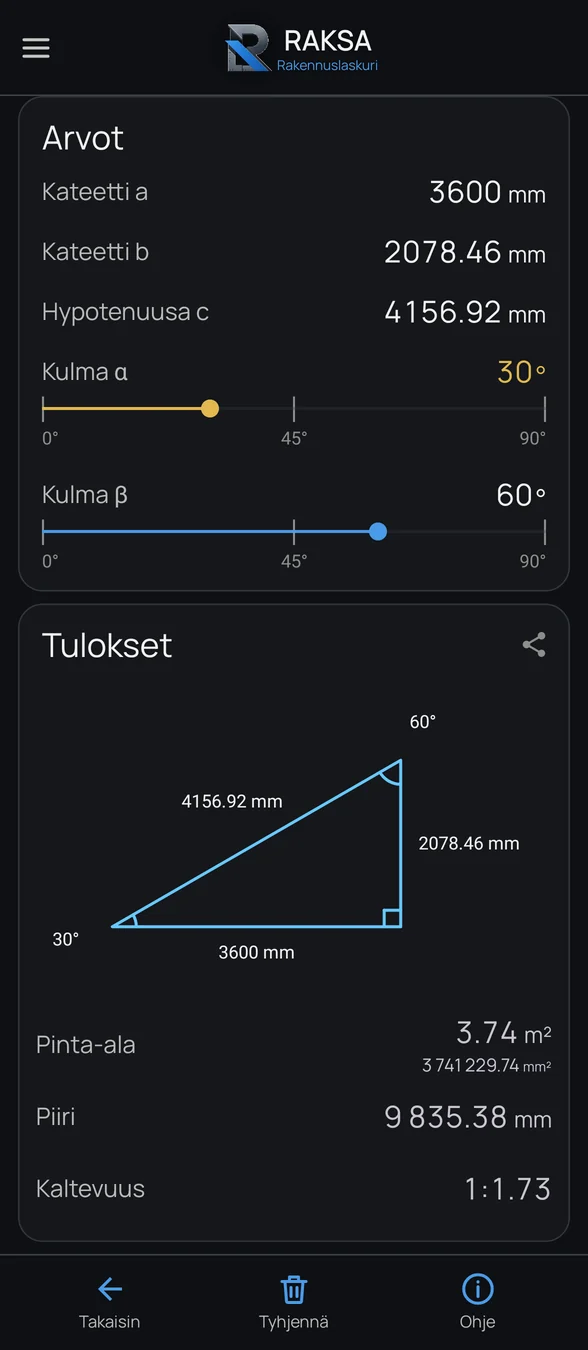 RAKSA
Rakennuslaskuri
Arvot
Kateetti a 3600 mm
Kateetti b 2078.46 mm
Hypotenuusa c 4156.92 mm
Kulma α 30°
0° 45° 90°
Kulma β 60°
0° 45° 90°
Tulokset
60°
4156.92 mm
2078.46 mm
30°
3600 mm
Pinta-ala 3.74 m²
3 741 229.74 mm²
Piiri 9 835.38 mm
Kaltevuus 1:1.73
Takaisin Tyhjennä Ohje